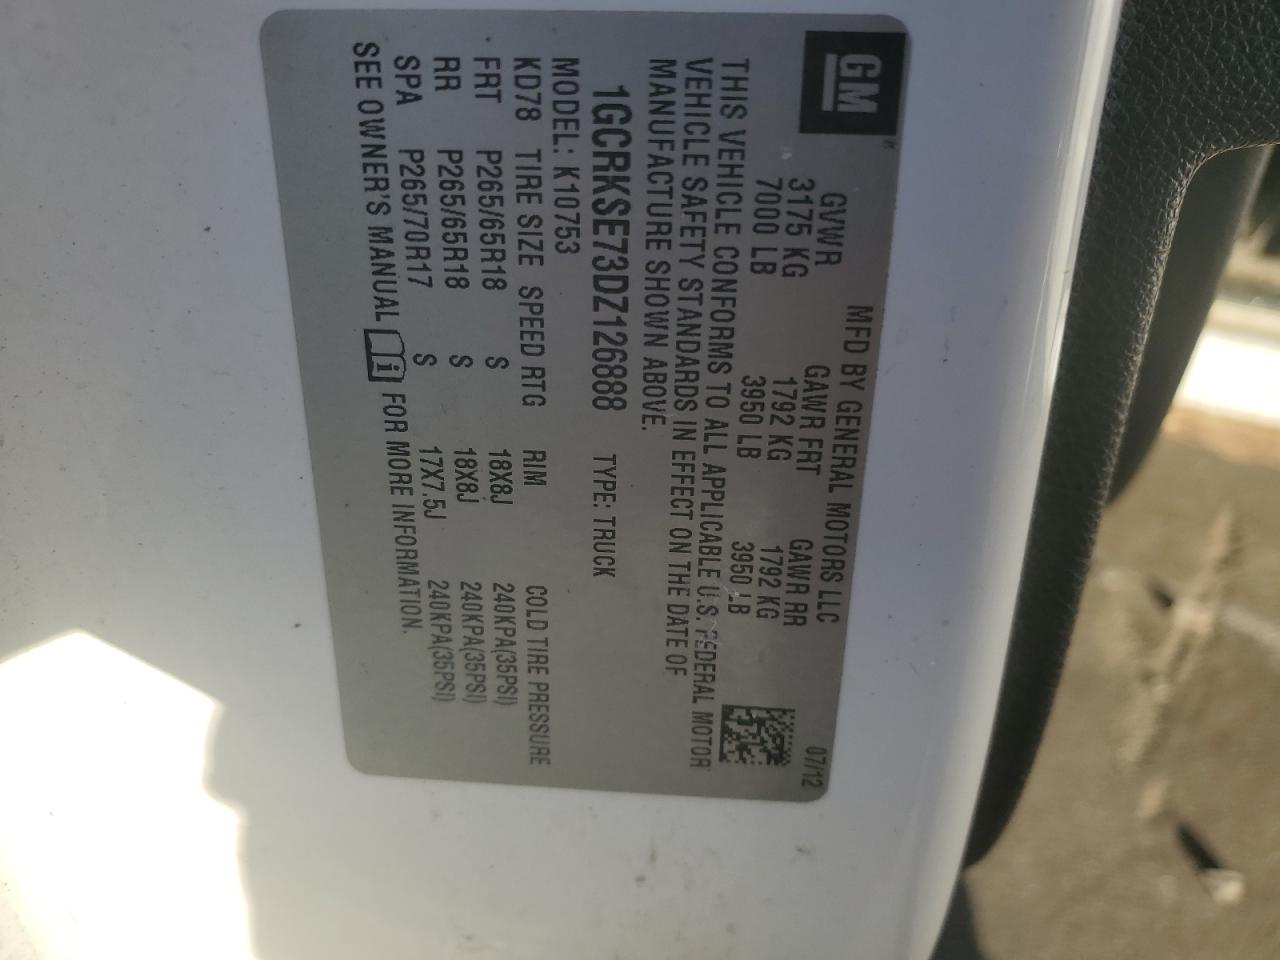 GM
MFD BY GENERAL MOTORS LLC 07/12
GVWR GAWR FRT GAWR RR
3175 KG 1792 KG 1792 KG
7000 LB 3950 LB 3950 LB
THIS VEHICLE CONFORMS TO ALL APPLICABLE U.S. FEDERAL MOTOR
VEHICLE SAFETY STANDARDS IN EFFECT ON THE DATE OF
MANUFACTURE SHOWN ABOVE.
1GCRKSE73DZ126888 TYPE: TRUCK
MODEL: K10753
KD78 TIRE SIZE SPEED RTG RIM COLD TIRE PRESSURE
FRT P265/65R18 S 18X8J 240KPA(35PSI)
RR P265/65R18 S 18X8J 240KPA(35PSI)
SPA P265/70R17 S 17X7.5J 240KPA(35PSI)
SEE OWNER'S MANUAL i FOR MORE INFORMATION.